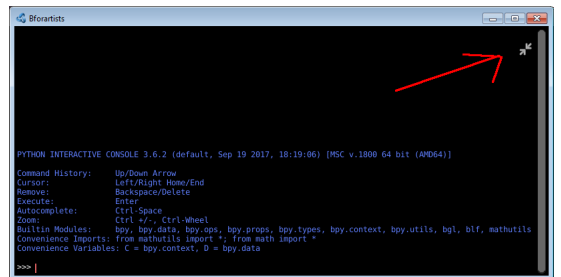 Bforartists
PYTHON INTERACTIVE CONSOLE 3.6.2 (default, Sep 19 2017, 18:19:06) [MSC v.1800 64 bit (AMD64)]
Command History: Up/Down Arrow
Cursor: Left/Right Home/End
Remove: Backspace/Delete
Execute: Enter
Autocomplete: Ctrl-Space
Zoom: Ctrl +/-, Ctrl-Wheel
Builtin Modules: bpy, bpy.data, bpy.ops, bpy.props, bpy.types, bpy.context, bpy.utils, bgl, blf, mathutils
Convenience Imports: from mathutils import *; from math import *
Convenience Variables: C = bpy.context, D = bpy.data
>>>